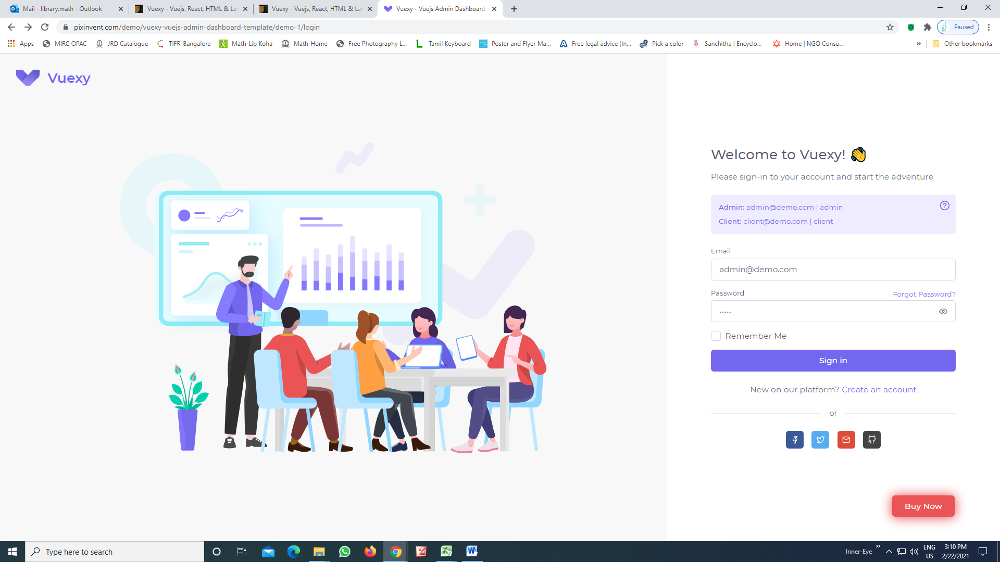 Mail - library.math - Outlook
Vuexy - Vuejs, React, HTML & La
Vuexy - Vuejs, React, HTML & La
Vuexy - Vuejs Admin Dashboard
pixinvent.com/demo/vuexy-vuejs-admin-dashboard-template/demo-1/login
Paused
Apps
MIRC OPAC
JRD Catalogue
TIFR-Bangalore
Math-Lib Koha
Math-Home
Free Photography L...
Tamil Keyboard
Poster and Flyer Ma...
Free legal advice (In...
Pick a color
Sanchitha | Encyclo...
Home | NGO Consu...
»
Other bookmarks
Vuexy
Welcome to Vuexy! 👋
Please sign-in to your account and start the adventure
Admin: admin@demo.com | admin
Client: client@demo.com | client
Email
admin@demo.com
Password
Forgot Password?
•••••
Remember Me
Sign in
New on our platform? Create an account
or
Buy Now
Type here to search
Inner-Eye
»
ENG
US
3:10 PM
2/22/2021